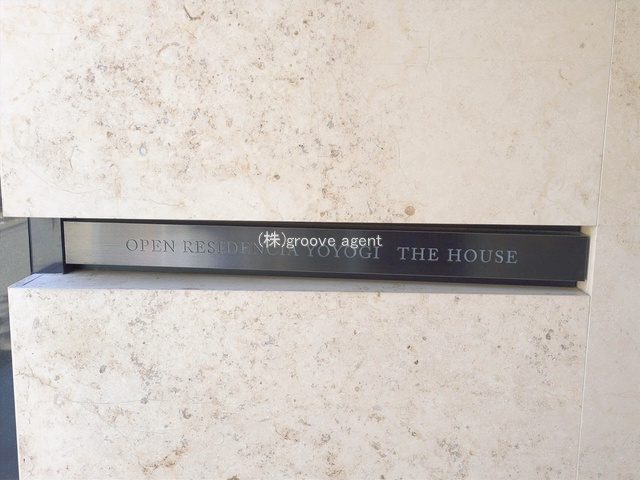 OPEN RESIDENCIA YOYOGI THE HOUSE
(株)groove agent